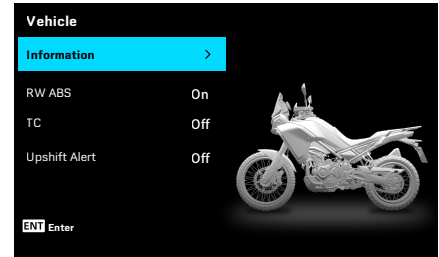 Vehicle
Information >
RW ABS On
TC Off
Upshift Alert Off
ENT Enter